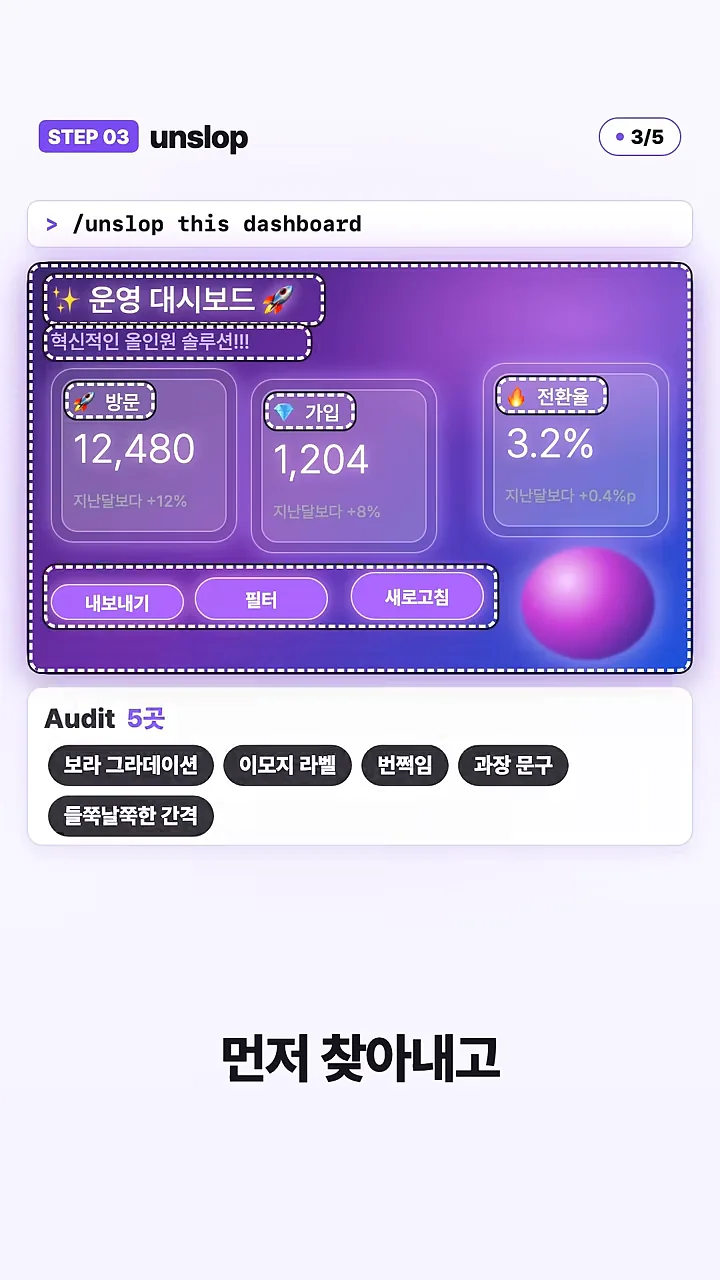 STEP 03 unslop
3/5
> /unslop this dashboard
✨ 운영 대시보드 🚀
혁신적인 올인원 솔루션!!!
🚀 방문
12,480
지난달보다 +12%
💎 가입
1,204
지난달보다 +8%
🔥 전환율
3.2%
지난달보다 +0.4%p
내보내기
필터
새로고침
Audit 5곳
보라 그라데이션
이모지 라벨
번쩍임
과장 문구
들쭉날쭉한 간격
먼저 찾아내고